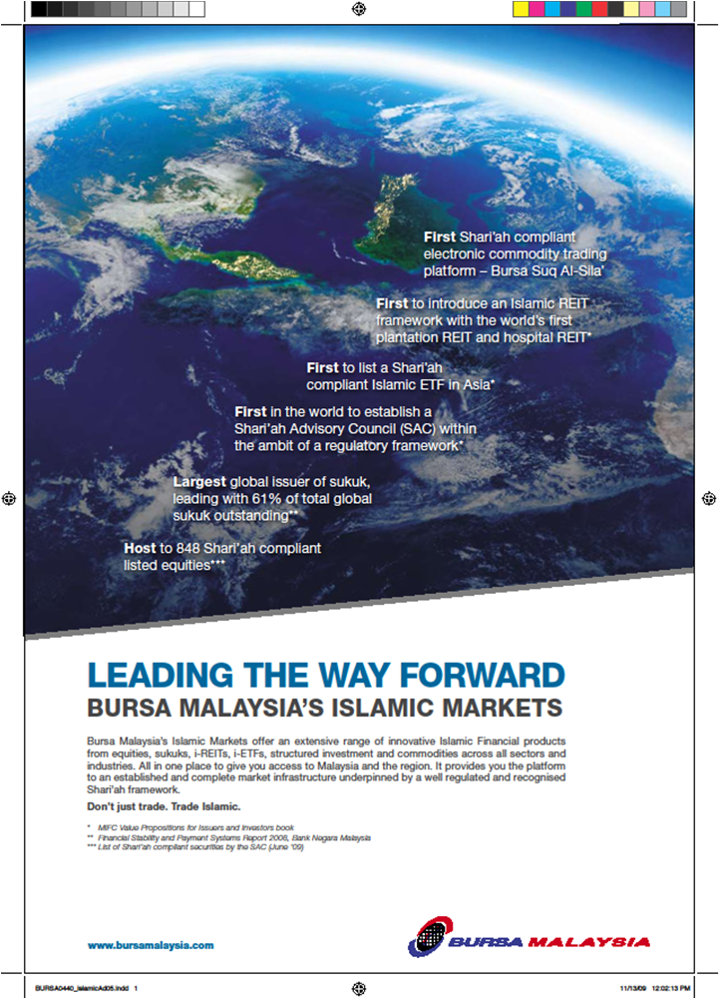 First Shari'ah compliant
electronic commodity trading
platform – Bursa Suq Al-Sila'
First to introduce an Islamic REIT
framework with the world's first
plantation REIT and hospital REIT*
First to list a Shari'ah
compliant Islamic ETF in Asia*
First in the world to establish a
Shari'ah Advisory Council (SAC) within
the ambit of a regulatory framework*
Largest global issuer of sukuk,
leading with 61% of total global
sukuk outstanding**
Host to 848 Shari'ah compliant
listed equities***
LEADING THE WAY FORWARD
BURSA MALAYSIA'S ISLAMIC MARKETS
Bursa Malaysia's Islamic Markets offer an extensive range of innovative Islamic Financial products
from equities, sukuks, i-REITs, i-ETFs, structured investment and commodities across all sectors and
industries. All in one place to give you access to Malaysia and the region. It provides you the platform
to an established and complete market infrastructure underpinned by a well regulated and recognised
Shari'ah framework.
Don't just trade. Trade Islamic.
* MIFC Value Propositions for Issuers and Investors book
** Financial Stability and Payment Systems Report 2008, Bank Negara Malaysia
*** List of Shari'ah compliant securities by the SAC (June '09)
www.bursamalaysia.com
BURSA MALAYSIA
BURSA0440_IslamicAd05.indd 1
11/13/09 12:02:13 PM